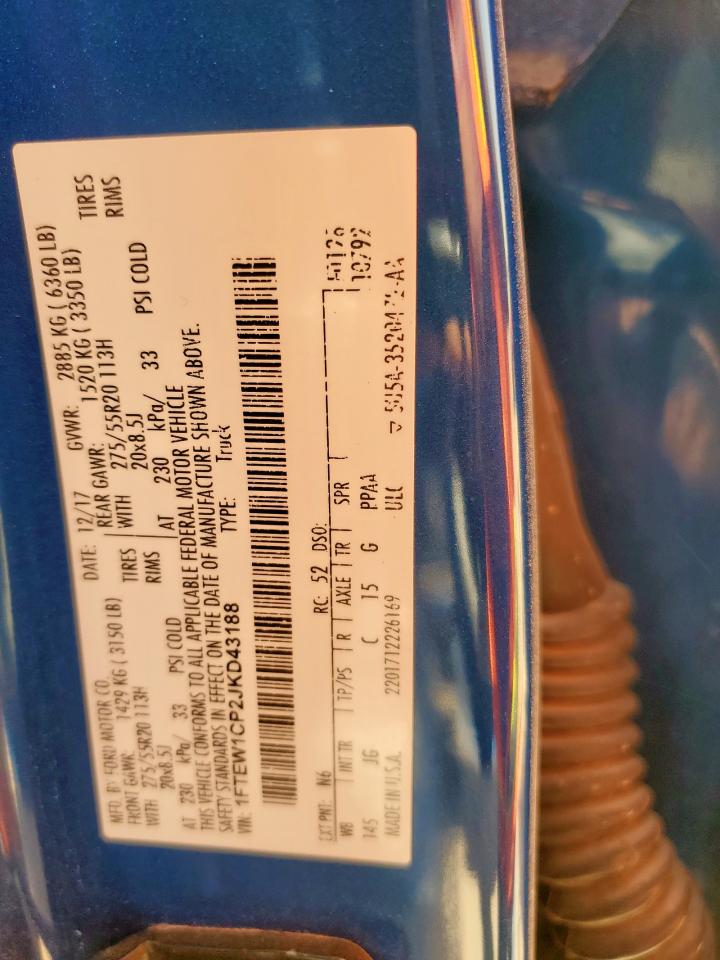 MFD. BY: FORD MOTOR CO. DATE: 12/17 GVWR: 2885 KG ( 6360 LB)
FRONT GAWR: 1429 KG ( 3150 LB) REAR GAWR: 1520 KG ( 3350 LB)
WITH 275/55R20 113H TIRES WITH 275/55R20 113H TIRES
20x8.5J RIMS 20x8.5J RIMS
AT 230 kPa/ 33 PSI COLD AT 230 kPa/ 33 PSI COLD
THIS VEHICLE CONFORMS TO ALL APPLICABLE FEDERAL MOTOR VEHICLE
SAFETY STANDARDS IN EFFECT ON THE DATE OF MANUFACTURE SHOWN ABOVE.
VIN: 1FTEW1CP2JKD43188 TYPE: Truck
EXT PNT: N6 RC: 52 DSO:
WB INT TR TP/PS R AXLE TR SPR
145 JG C 15 G PPAA 10792
MADE IN U.S.A. 2201712226169 ULC